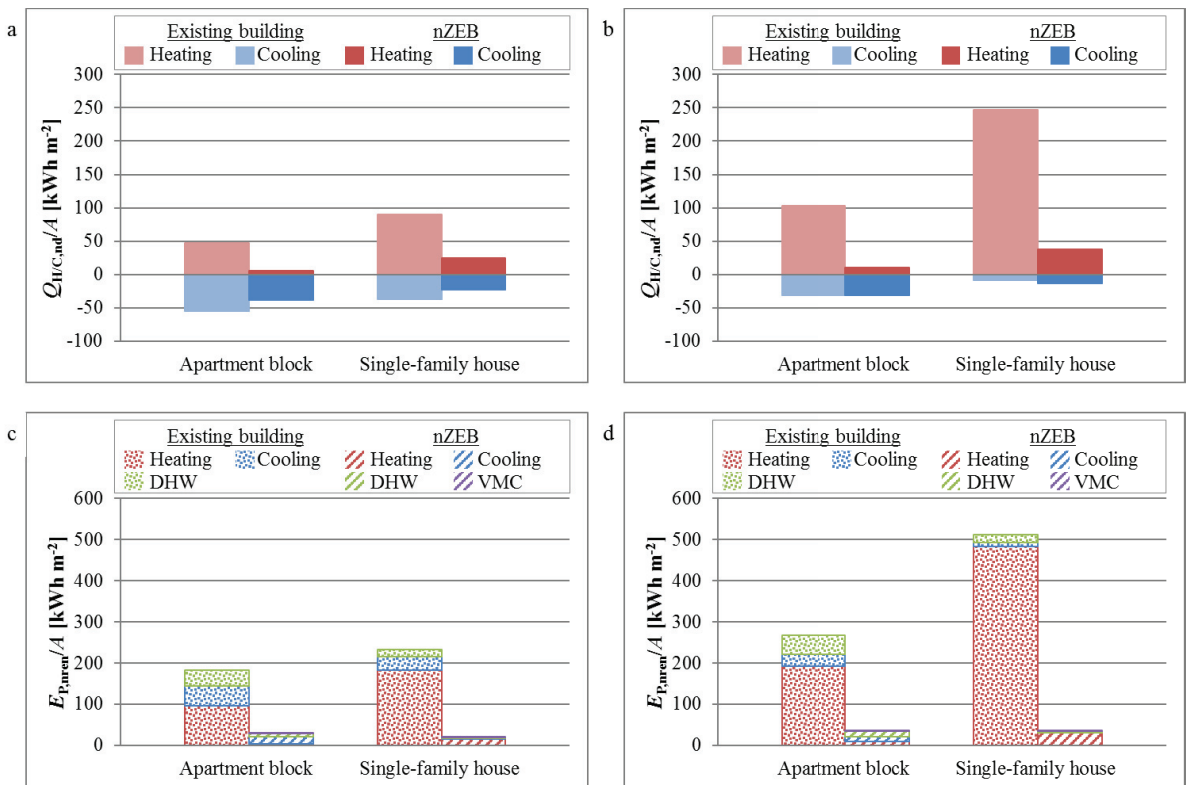 a
Existing building nZEB
Heating Cooling Heating Cooling
Q_H/C,nd/A [kWh m⁻²]
300
250
200
150
100
50
0
-50
-100
Apartment block Single-family house
b
Existing building nZEB
Heating Cooling Heating Cooling
Q_H/C,nd/A [kWh m⁻²]
300
250
200
150
100
50
0
-50
-100
Apartment block Single-family house
c
Existing building nZEB
Heating Cooling Heating Cooling
DHW DHW VMC
E_P,nren/A [kWh m⁻²]
600
500
400
300
200
100
0
Apartment block Single-family house
d
Existing building nZEB
Heating Cooling Heating Cooling
DHW DHW VMC
E_P,nren/A [kWh m⁻²]
600
500
400
300
200
100
0
Apartment block Single-family house